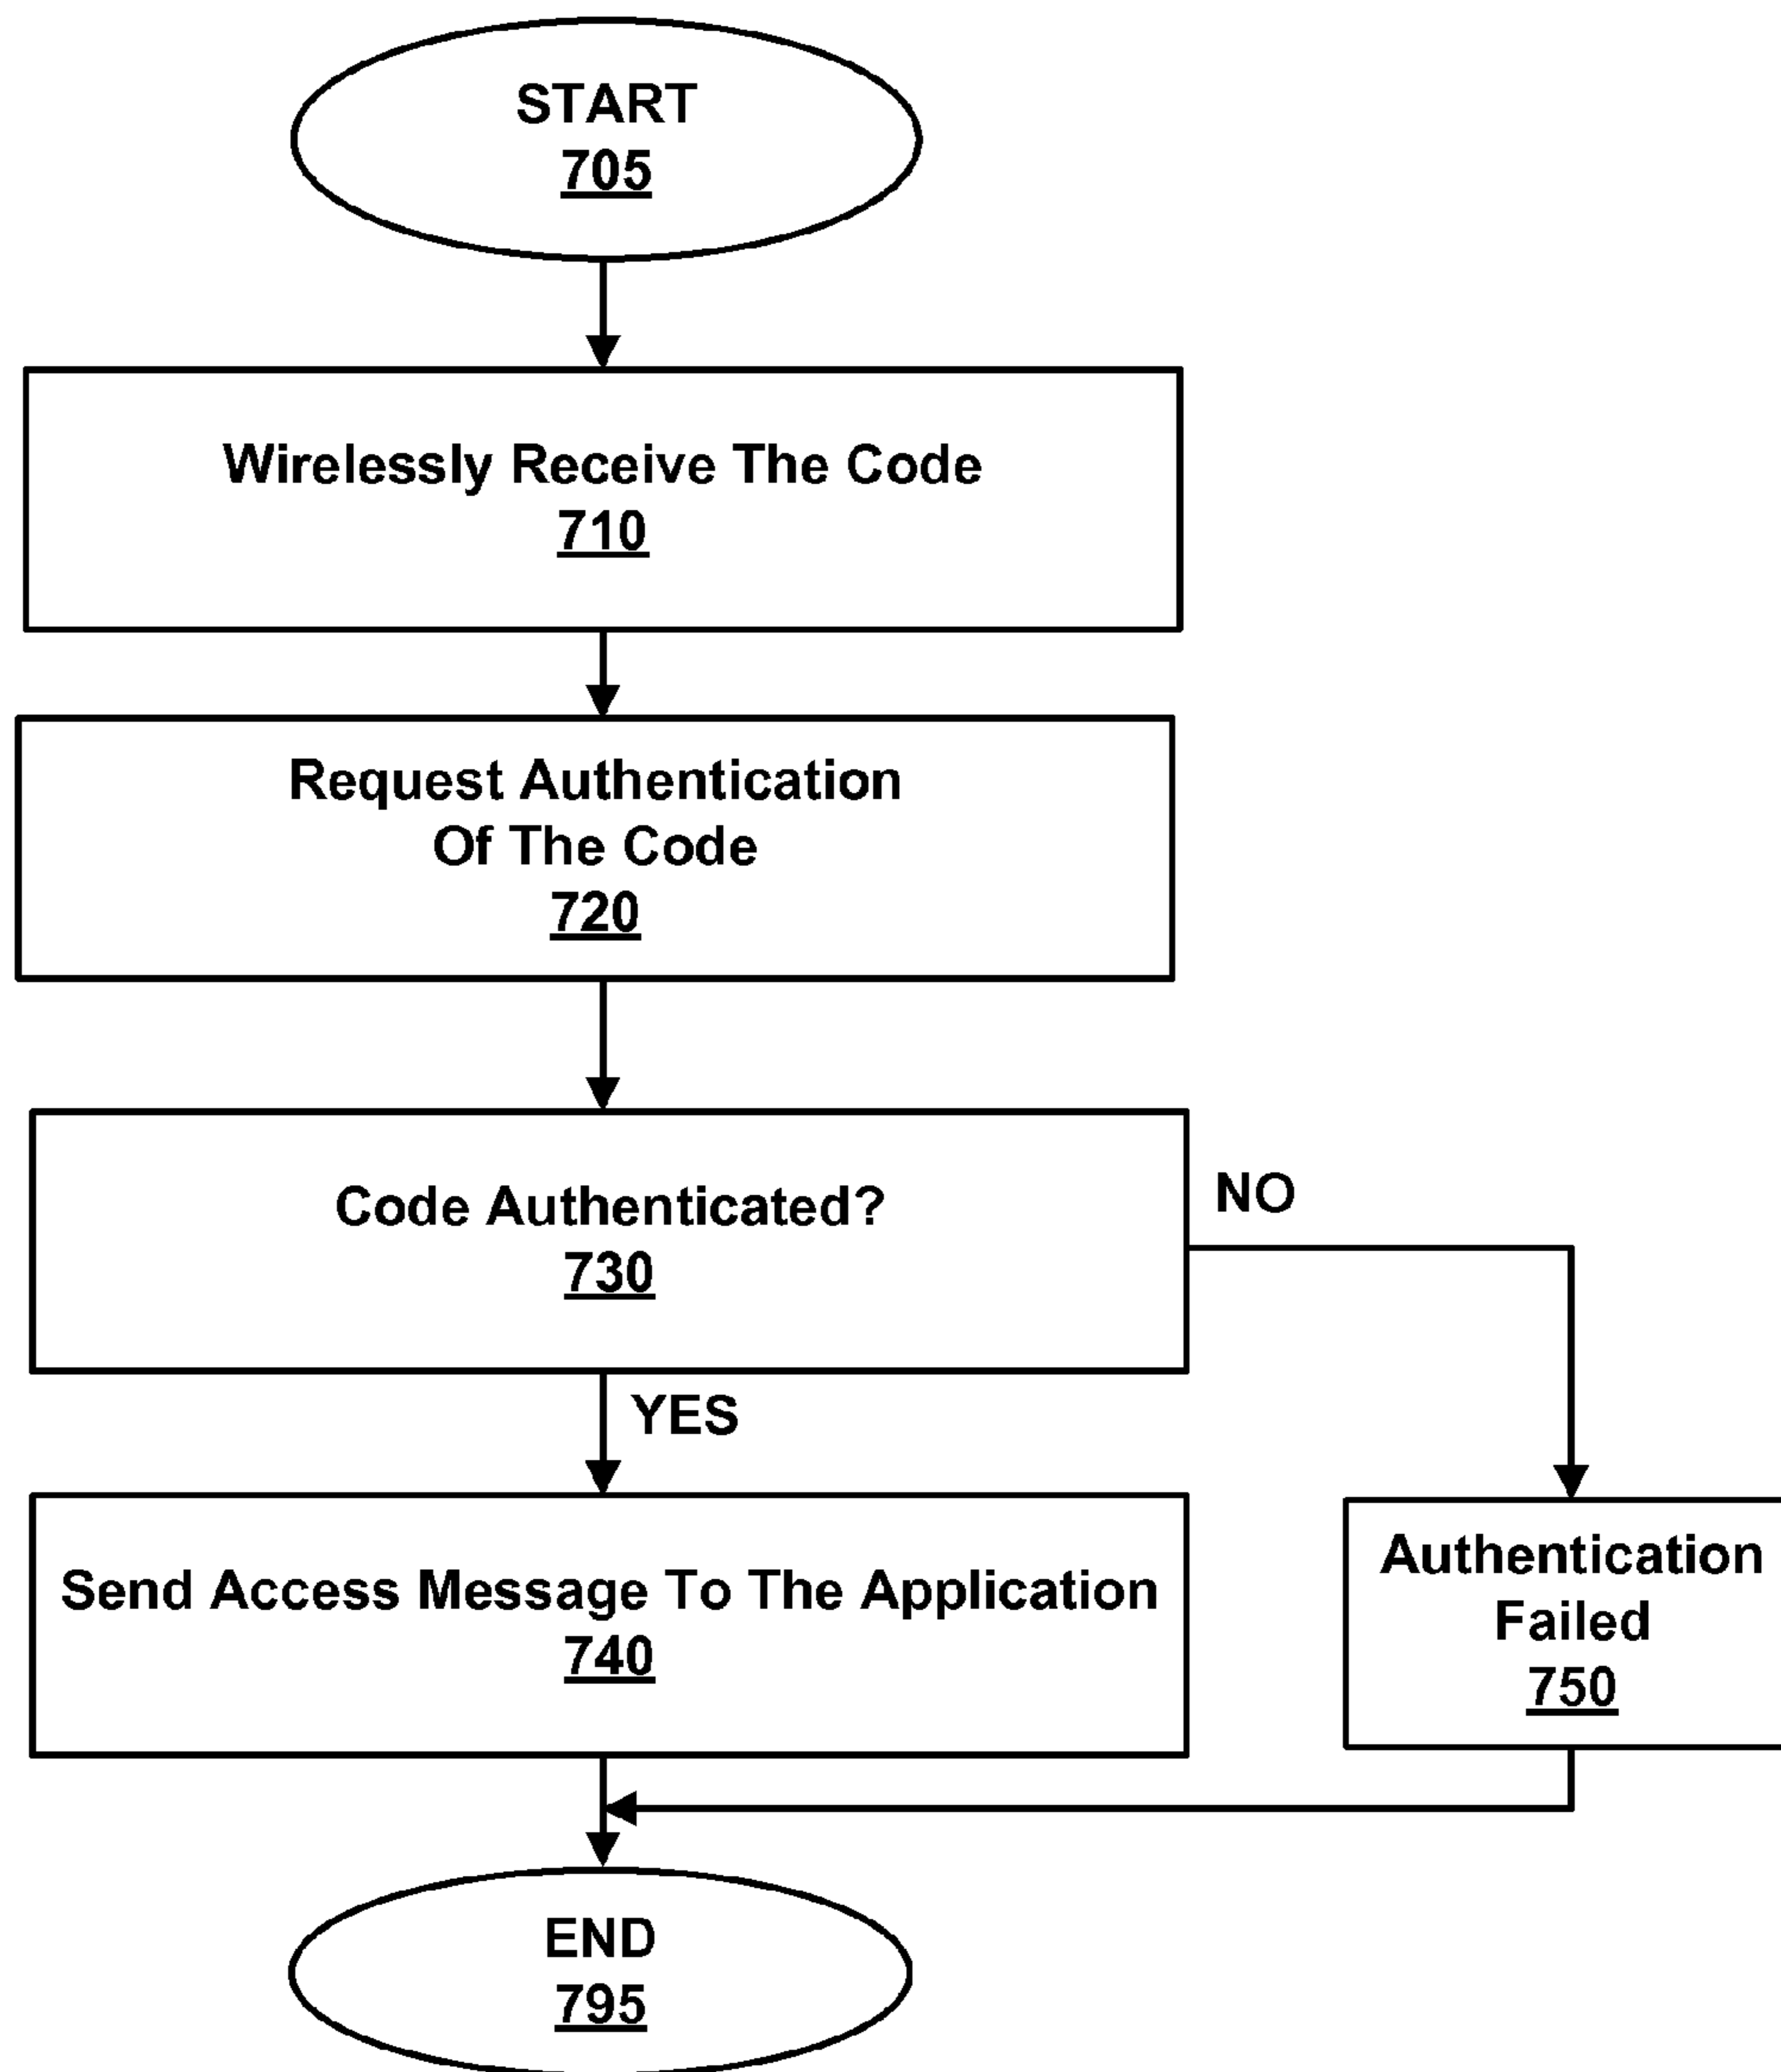 START
705
Wirelessly Receive The Code
710
Request Authentication
Of The Code
720
Code Authenticated?
730
NO
YES
Send Access Message To The Application
740
Authentication
Failed
750
END
795